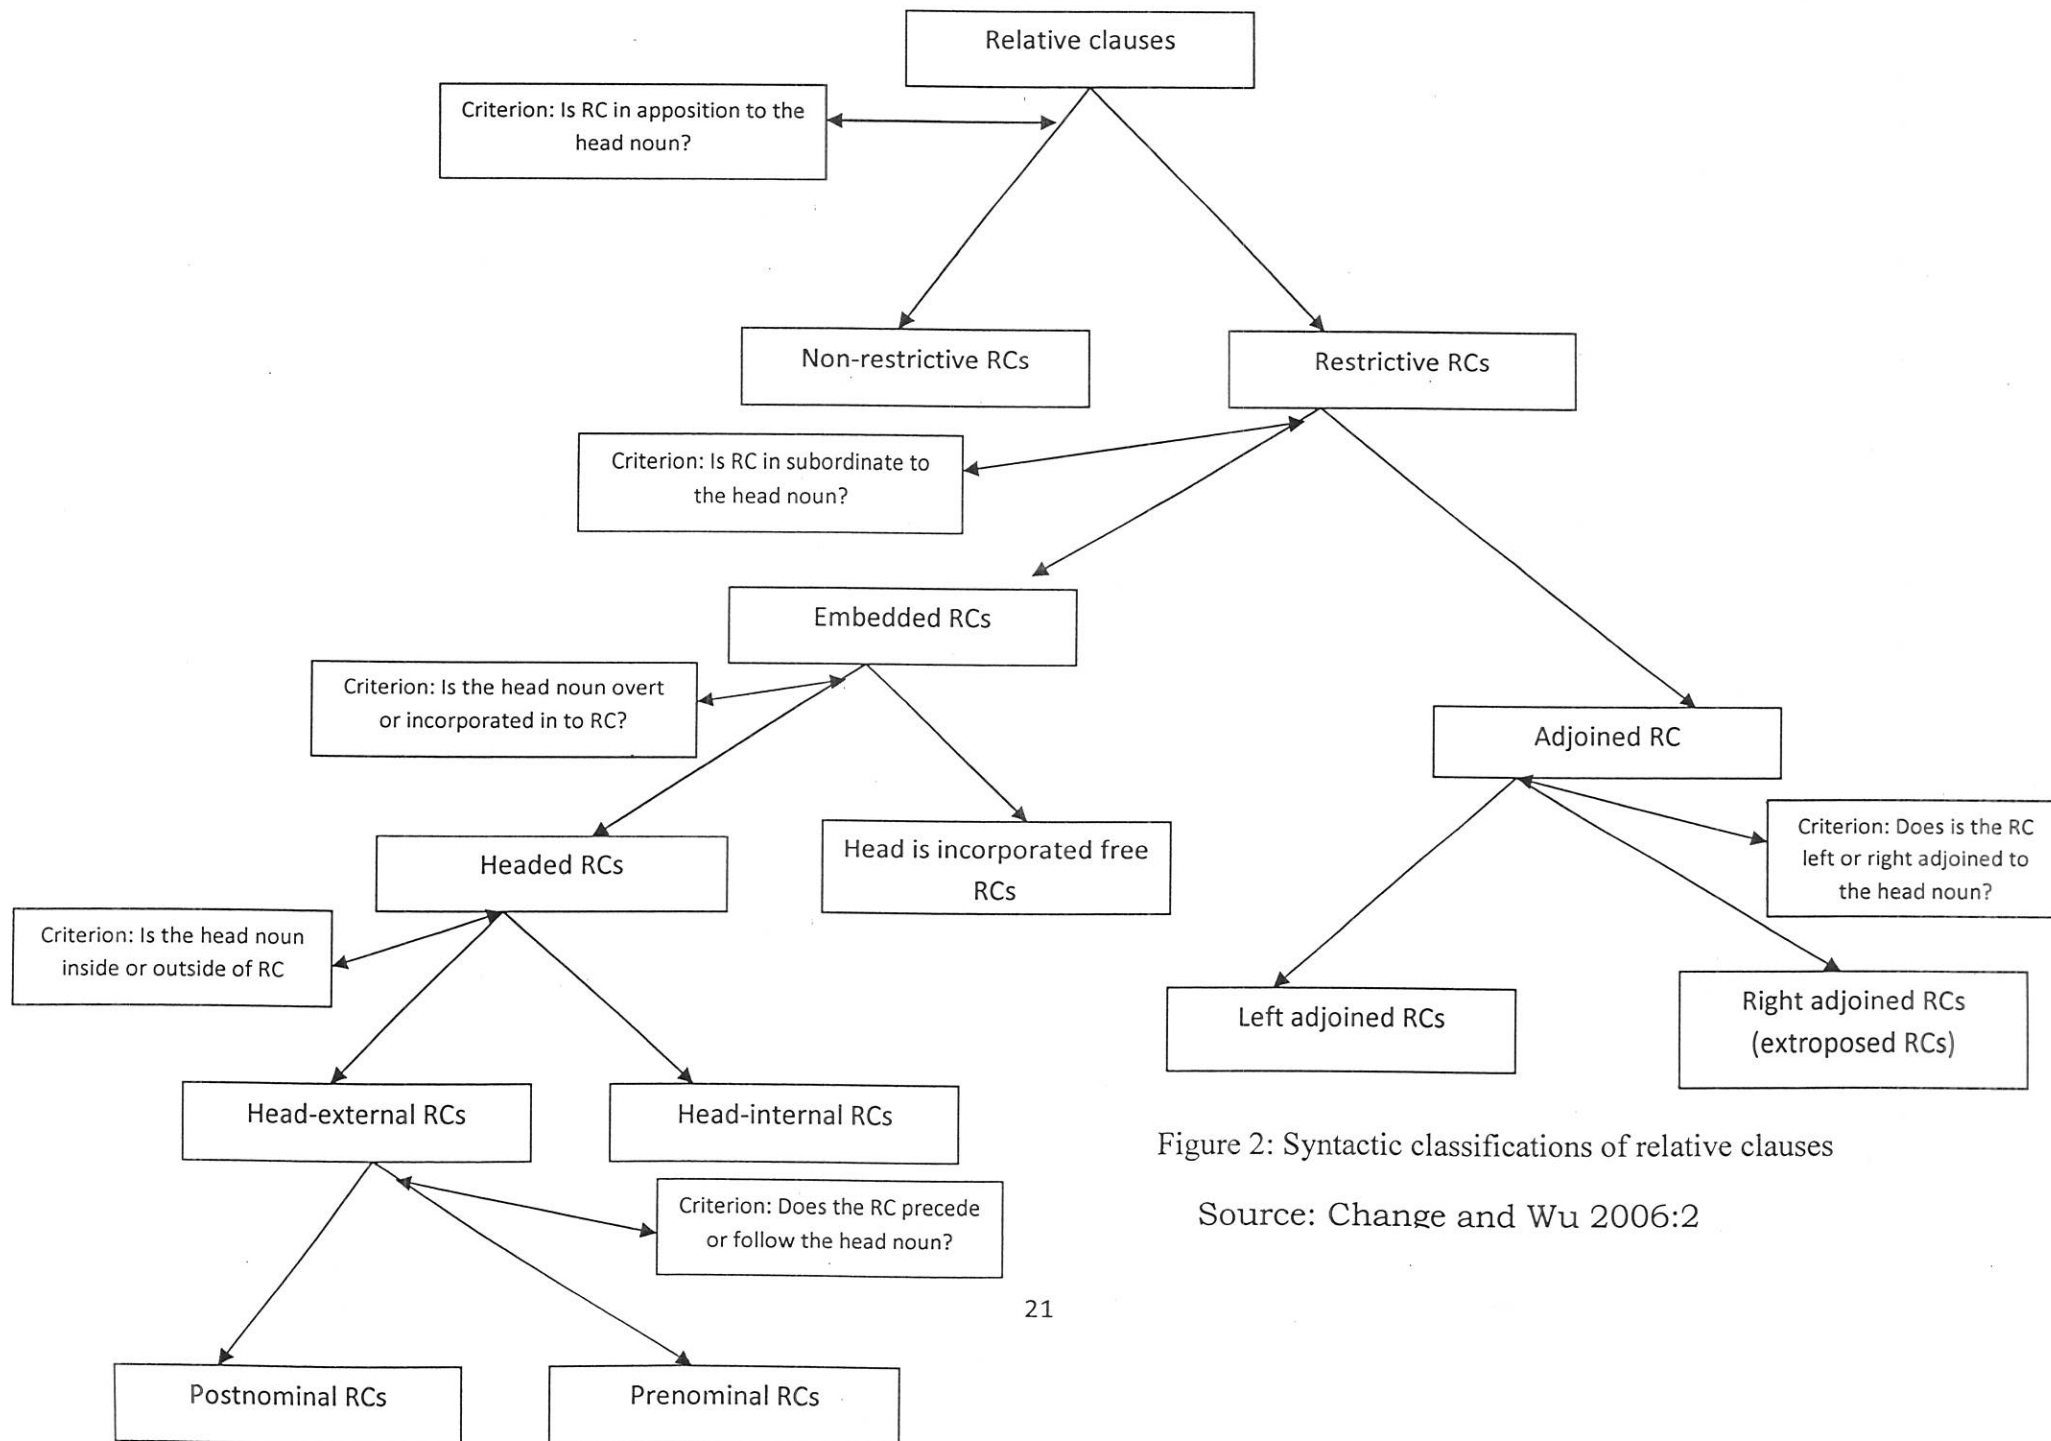 Relative clauses
Criterion: Is RC in apposition to the
head noun?
Non-restrictive RCs
Restrictive RCs
Criterion: Is RC in subordinate to
the head noun?
Embedded RCs
Criterion: Is the head noun overt
or incorporated in to RC?
Adjoined RC
Headed RCs
Head is incorporated free
RCs
Criterion: Does is the RC
left or right adjoined to
the head noun?
Criterion: Is the head noun
inside or outside of RC
Left adjoined RCs
Right adjoined RCs
(extroposed RCs)
Head-external RCs
Head-internal RCs
Figure 2: Syntactic classifications of relative clauses
Criterion: Does the RC precede
or follow the head noun?
Source: Change and Wu 2006:2
21
Postnominal RCs
Prenominal RCs